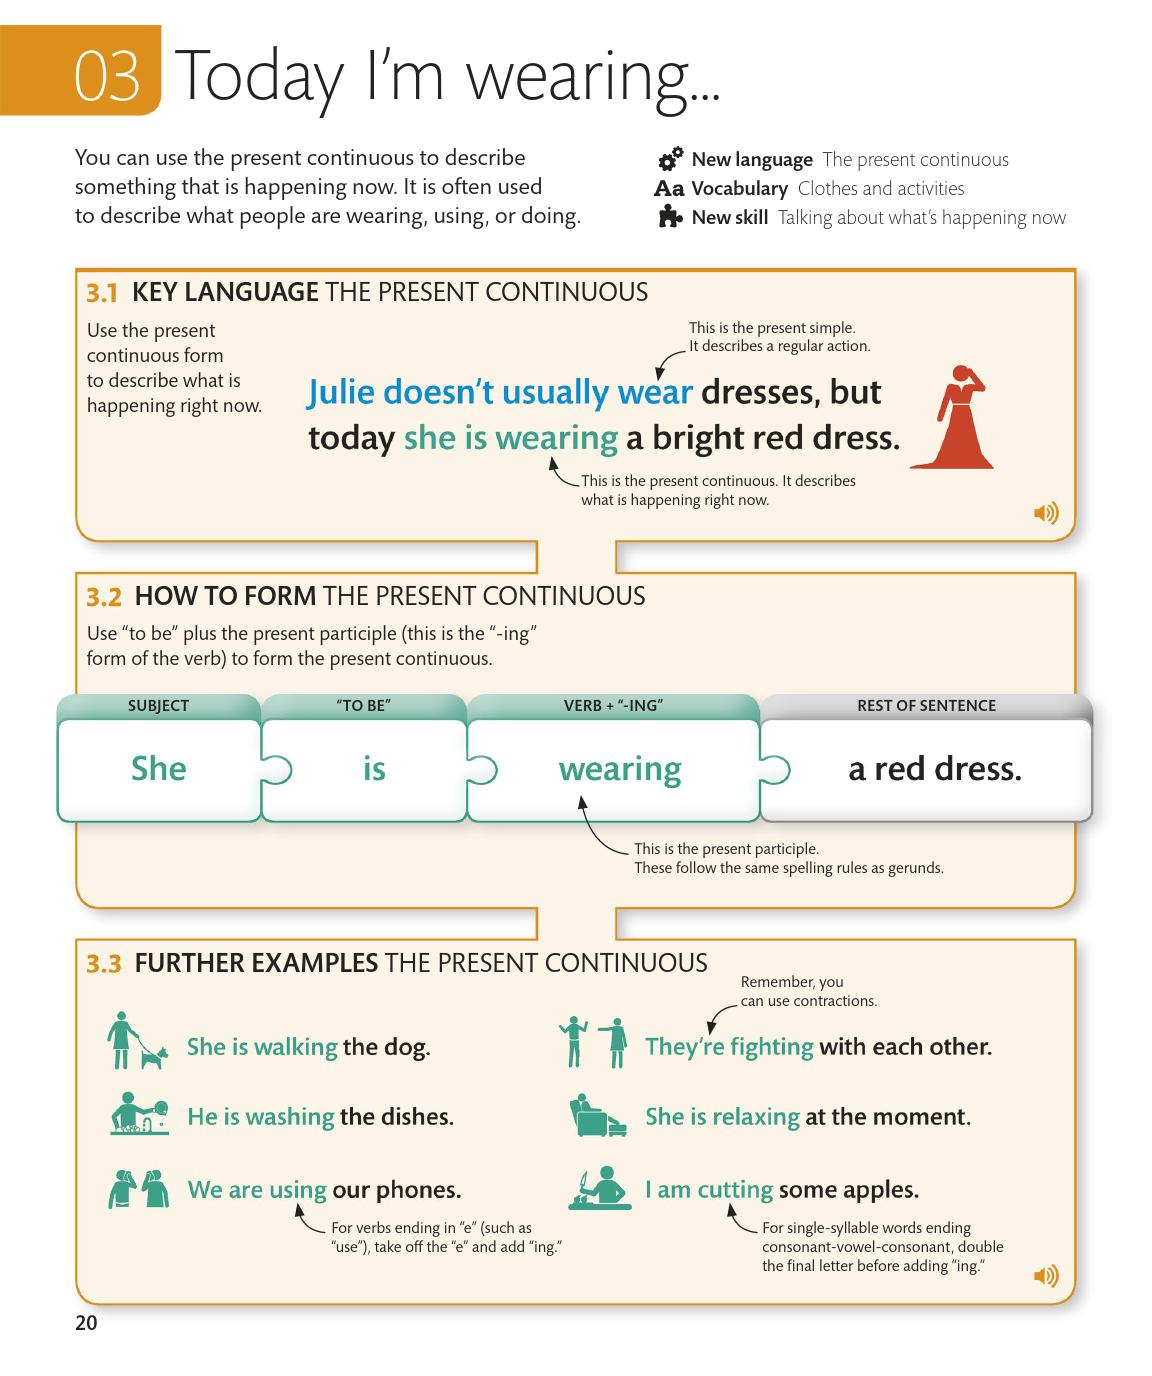 03 Today I'm wearing...
You can use the present continuous to describe
something that is happening now. It is often used
to describe what people are wearing, using, or doing.
New language The present continuous
Aa Vocabulary Clothes and activities
New skill Talking about what's happening now
3.1 KEY LANGUAGE THE PRESENT CONTINUOUS
Use the present
continuous form
to describe what is
happening right now.
This is the present simple.
It describes a regular action.
Julie doesn't usually wear dresses, but
today she is wearing a bright red dress.
This is the present continuous. It describes
what is happening right now.
3.2 HOW TO FORM THE PRESENT CONTINUOUS
Use “to be” plus the present participle (this is the “-ing”
form of the verb) to form the present continuous.
SUBJECT
“TO BE”
VERB + “-ING”
REST OF SENTENCE
She
is
wearing
a red dress.
This is the present participle.
These follow the same spelling rules as gerunds.
3.3 FURTHER EXAMPLES THE PRESENT CONTINUOUS
Remember, you
can use contractions.
She is walking the dog.
They're fighting with each other.
He is washing the dishes.
She is relaxing at the moment.
We are using our phones.
I am cutting some apples.
For verbs ending in “e” (such as
“use”), take off the “e” and add “ing.”
For single-syllable words ending
consonant-vowel-consonant, double
the final letter before adding “ing.”
20